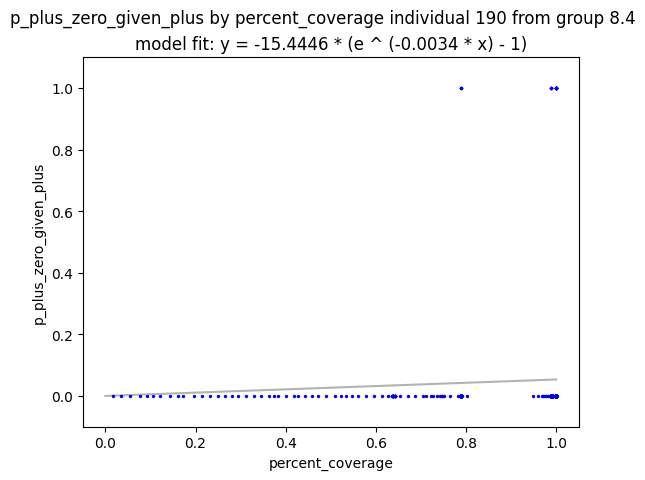 p_plus_zero_given_plus by percent_coverage individual 190 from group 8.4
model fit: y = -15.4446 * (e ^ (-0.0034 * x) - 1)
1.0
0.8
0.6
0.4
0.2
0.0
p_plus_zero_given_plus
0.0 0.2 0.4 0.6 0.8 1.0
percent_coverage